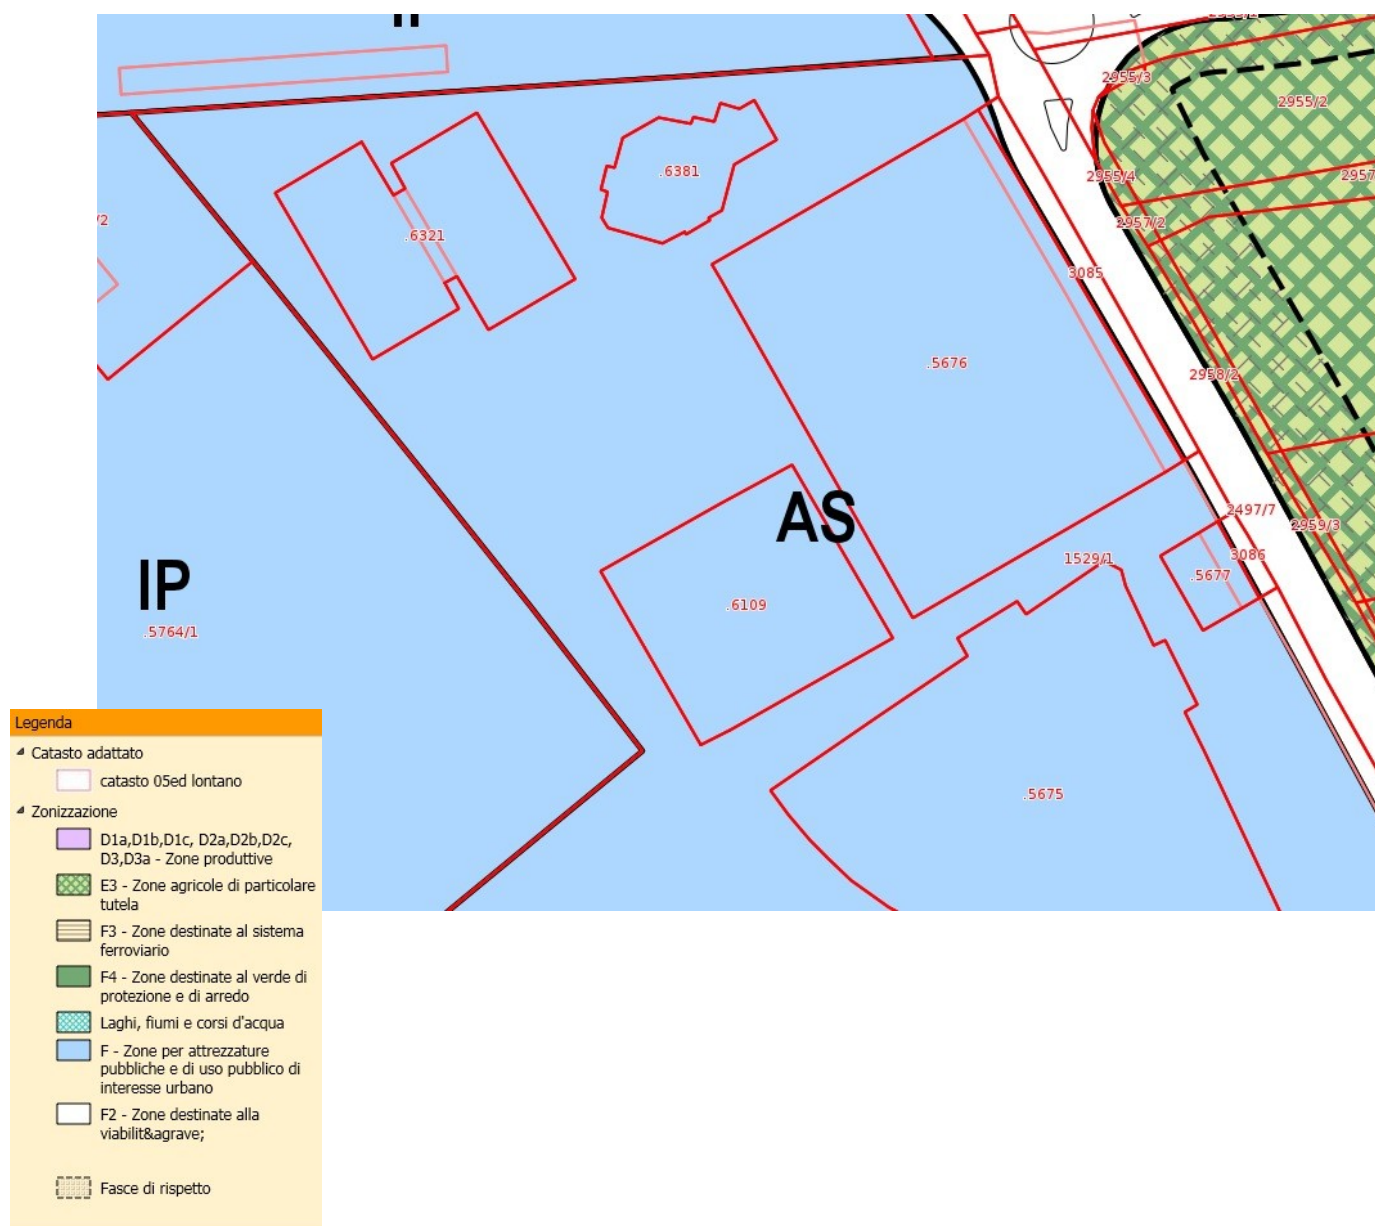 2955/3
2955/2
.6381
2955/4
2957
/2
2957/2
.6321
3085
.5676
2958/2
AS
2497/7
2959/3
3086
1529/1
.5677
IP
.6109
.5764/1
.5675
Legenda
Catasto adattato
catasto 05ed lontano
Zonizzazione
D1a,D1b,D1c, D2a,D2b,D2c,
D3,D3a - Zone produttive
E3 - Zone agricole di particolare
tutela
F3 - Zone destinate al sistema
ferroviario
F4 - Zone destinate al verde di
protezione e di arredo
Laghi, fiumi e corsi d'acqua
F - Zone per attrezzature
pubbliche e di uso pubblico di
interesse urbano
F2 - Zone destinate alla
viabilit&agrave;
Fasce di rispetto